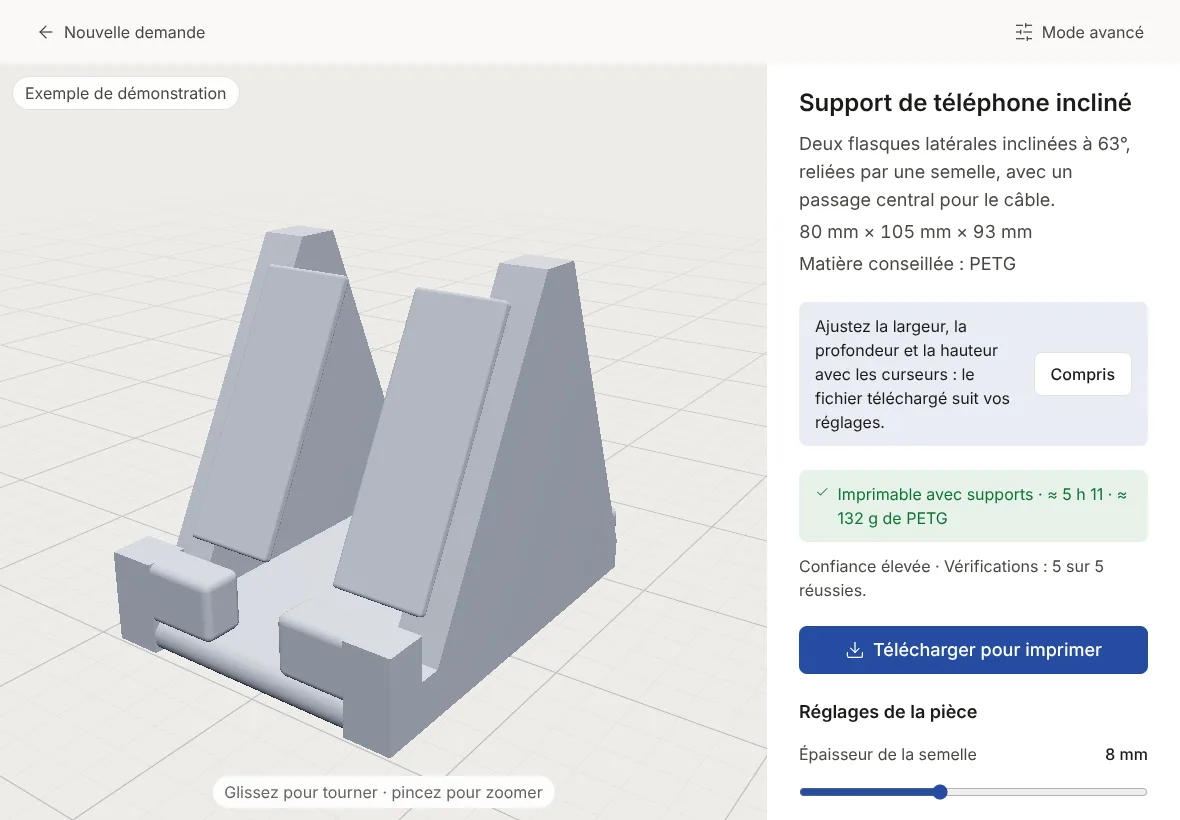 Nouvelle demande
Mode avancé
Exemple de démonstration
Support de téléphone incliné
Deux flasques latérales inclinées à 63°,
reliées par une semelle, avec un
passage central pour le câble.
80 mm × 105 mm × 93 mm
Matière conseillée : PETG
Ajustez la largeur, la
profondeur et la hauteur
avec les curseurs : le
fichier téléchargé suit vos
réglages.
Compris
Imprimable avec supports · ≈ 5 h 11 · ≈
132 g de PETG
Confiance élevée · Vérifications : 5 sur 5
réussies.
Télécharger pour imprimer
Réglages de la pièce
Épaisseur de la semelle
8 mm
Glissez pour tourner · pincez pour zoomer